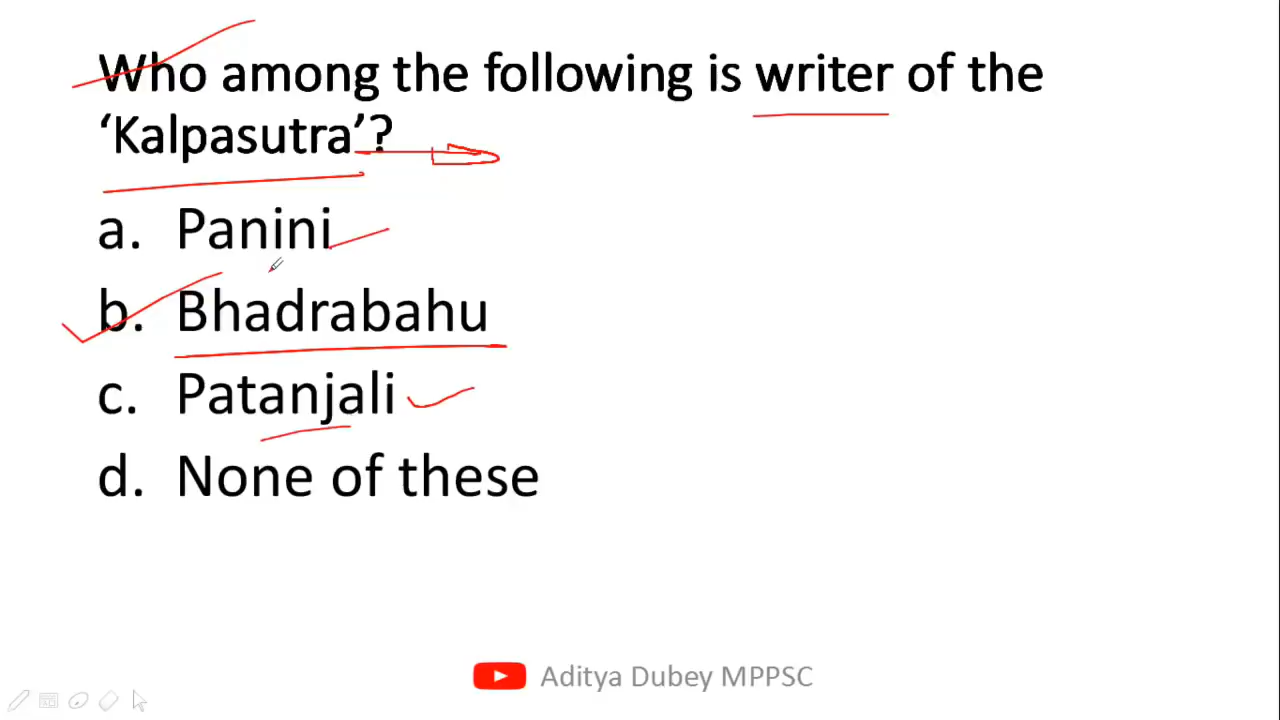 Who among the following is writer of the
‘Kalpasutra’?
a. Panini
b. Bhadrabahu
c. Patanjali
d. None of these
Aditya Dubey MPPSC